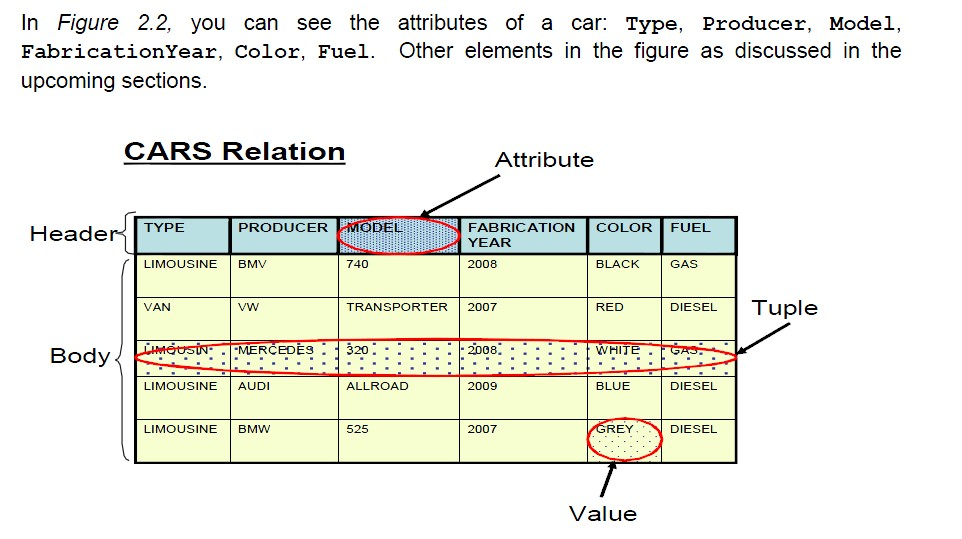 In Figure 2.2, you can see the attributes of a car: Type, Producer, Model,
FabricationYear, Color, Fuel. Other elements in the figure as discussed in the
upcoming sections.
CARS Relation
Attribute
Header
TYPE PRODUCER MODEL FABRICATION YEAR COLOR FUEL
LIMOUSINE BMV 740 2008 BLACK GAS
VAN VW TRANSPORTER 2007 RED DIESEL
Tuple
Body
LIMOUSIN MERCEDES 320 2008 WHITE GAS
LIMOUSINE AUDI ALLROAD 2009 BLUE DIESEL
LIMOUSINE BMW 525 2007 GREY DIESEL
Value